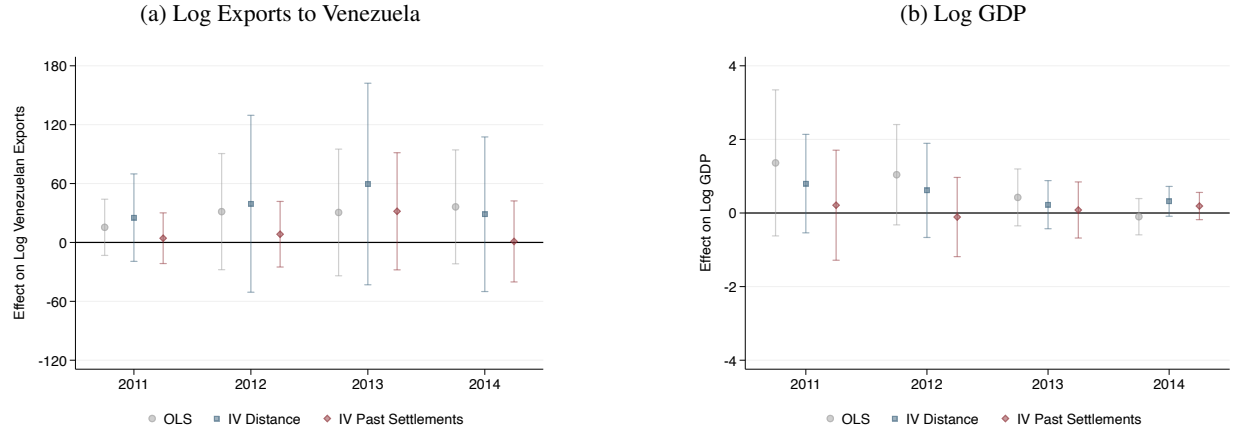 (a) Log Exports to Venezuela
Effect on Log Venezuelan Exports
180
120
60
0
-60
-120
2011 2012 2013 2014
OLS IV Distance IV Past Settlements
(b) Log GDP
Effect on Log GDP
4
2
0
-2
-4
2011 2012 2013 2014
OLS IV Distance IV Past Settlements